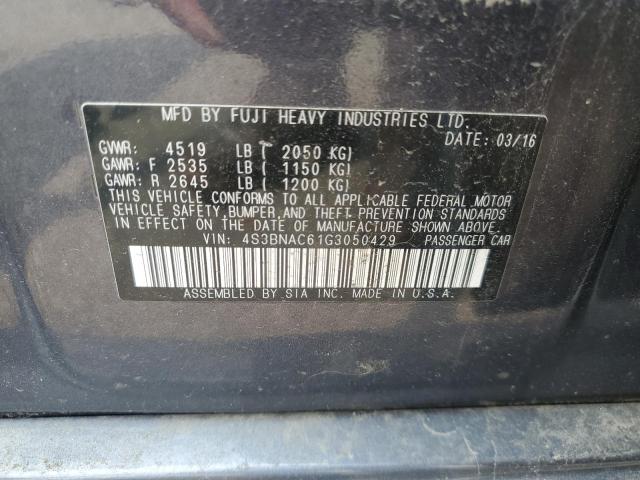 MFD BY FUJI HEAVY INDUSTRIES LTD.
DATE: 03/16
GVWR: 4519 LB ( 2050 KG)
GAWR: F 2535 LB ( 1150 KG)
GAWR: R 2645 LB ( 1200 KG)
THIS VEHICLE CONFORMS TO ALL APPLICABLE FEDERAL MOTOR
VEHICLE SAFETY, BUMPER AND THEFT PREVENTION STANDARDS
IN EFFECT ON THE DATE OF MANUFACTURE SHOWN ABOVE.
VIN: 4S3BNAC61G3050429 PASSENGER CAR
ASSEMBLED BY SIA INC. MADE IN U.S.A.